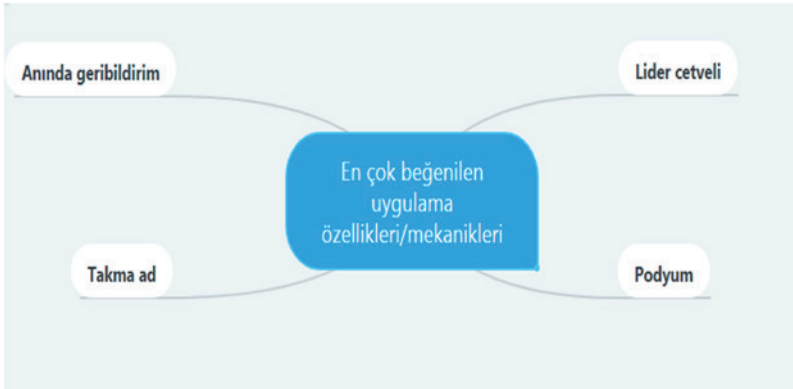 Anında geribildirim
Lider cetveli
En çok beğenilen
uygulama
özellikleri/mekanikleri
Takma ad
Podyum